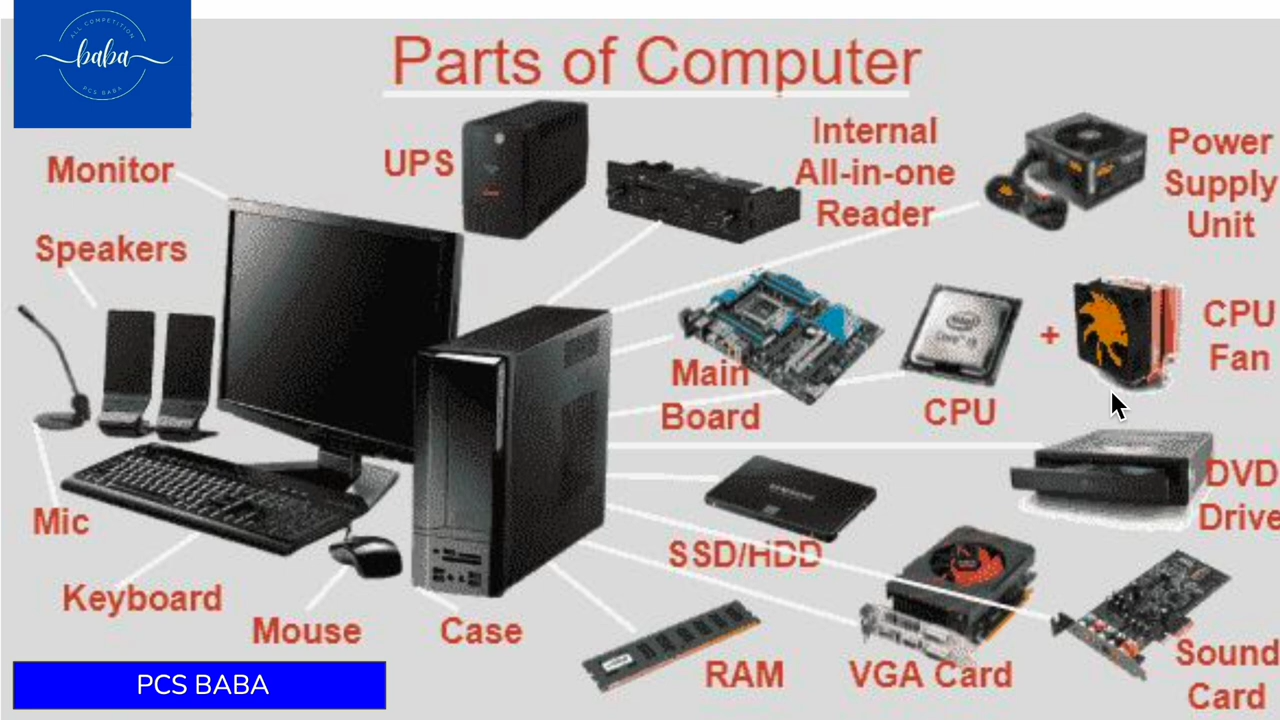 ALL COMPETITION
baba
PCS BABA
Parts of Computer
Monitor
Speakers
UPS
Internal
All-in-one
Reader
Power
Supply
Unit
Main
Board
intel
CPU
+
CPU
Fan
DVD
Drive
Mic
Keyboard
Mouse
Case
SAMSUNG
SSD/HDD
RAM
VGA Card
Sound
Card
PCS BABA